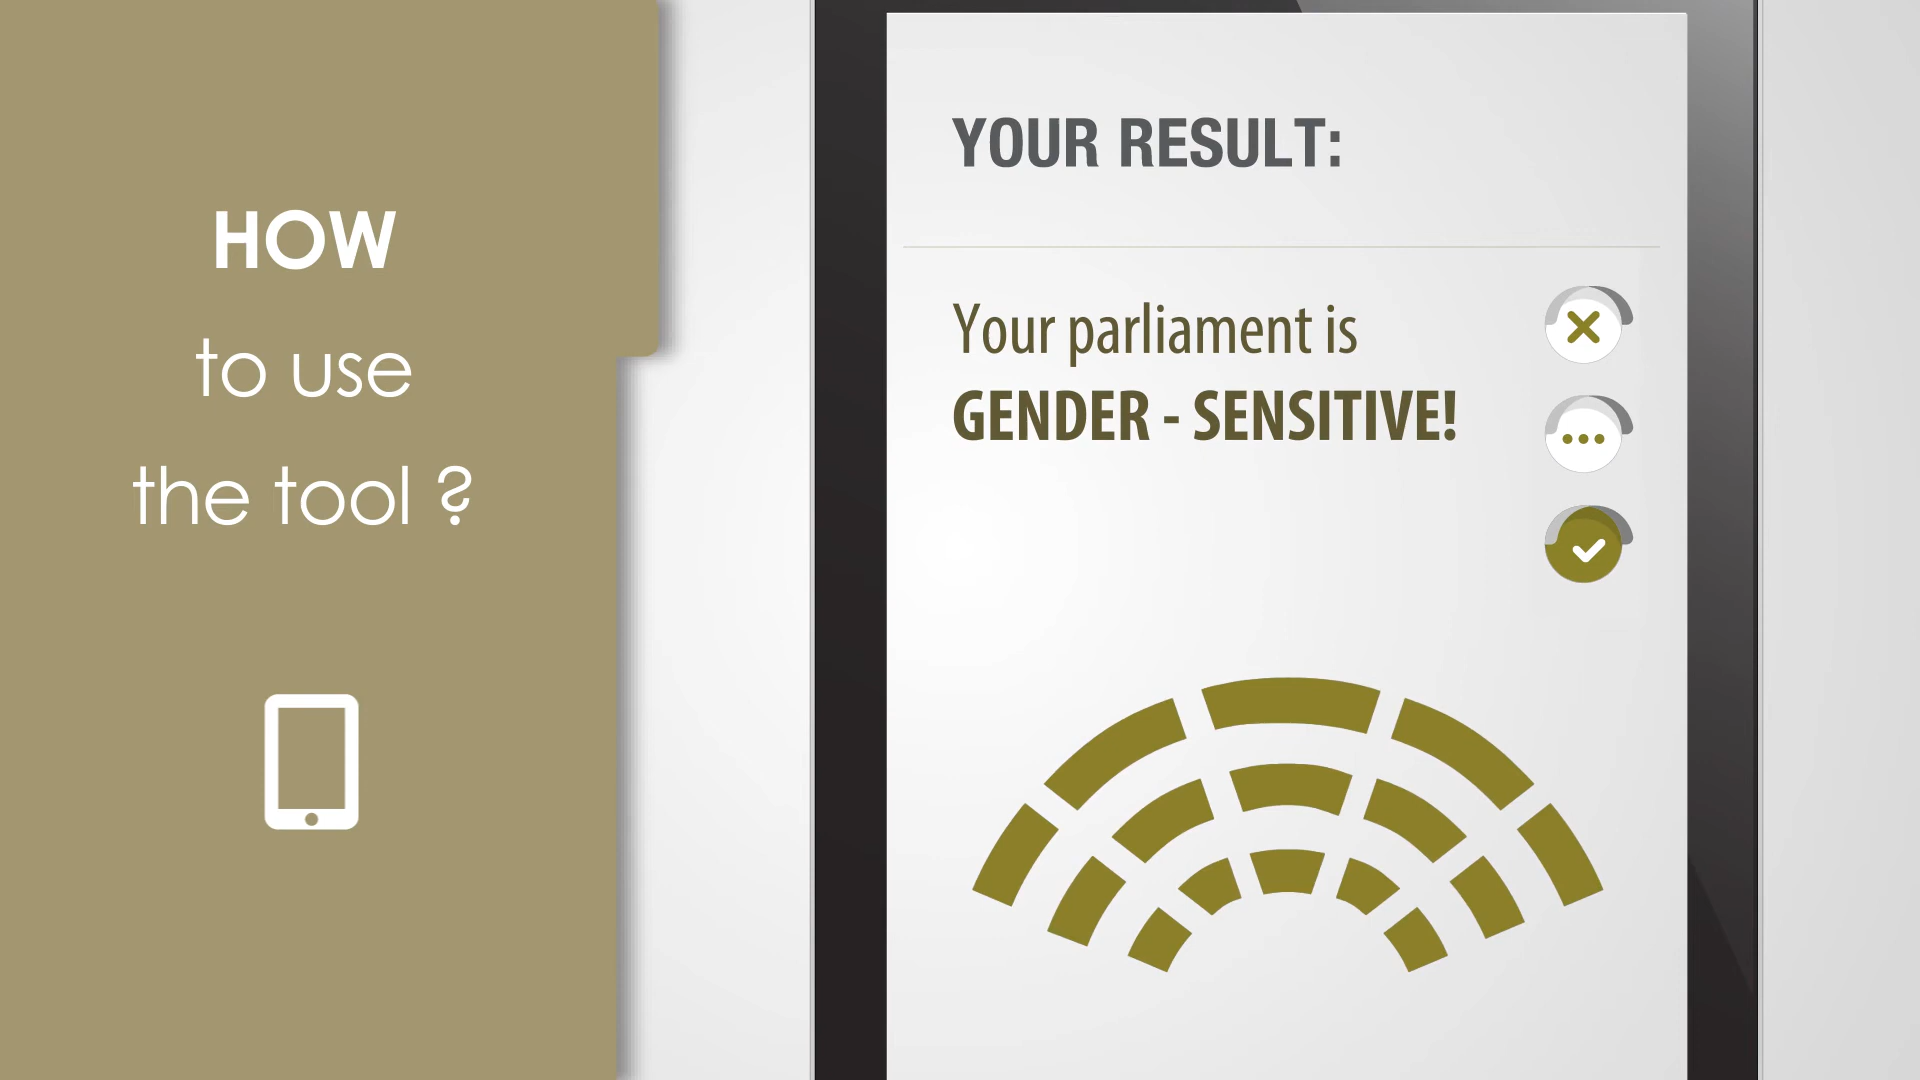 HOW
to use
the tool ?
YOUR RESULT:
Your parliament is
GENDER - SENSITIVE!